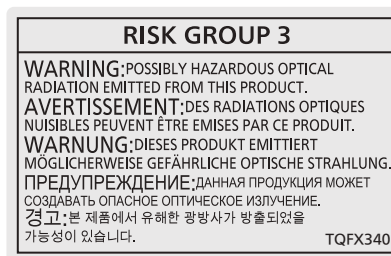 RISK GROUP 3
WARNING:POSSIBLY HAZARDOUS OPTICAL
RADIATION EMITTED FROM THIS PRODUCT.
AVERTISSEMENT:DES RADIATIONS OPTIQUES
NUISIBLES PEUVENT ÊTRE EMISES PAR CE PRODUIT.
WARNUNG:DIESES PRODUKT EMITTIERT
MÖGLICHERWEISE GEFÄHRLICHE OPTISCHE STRAHLUNG.
ПРЕДУПРЕЖДЕНИЕ:ДАННАЯ ПРОДУКЦИЯ МОЖЕТ
СОЗДАВАТЬ ОПАСНОЕ ОПТИЧЕСКОЕ ИЗЛУЧЕНИЕ.
경고:본 제품에서 유해한 광방사가 방출되었을
가능성이 있습니다.
TQFX340